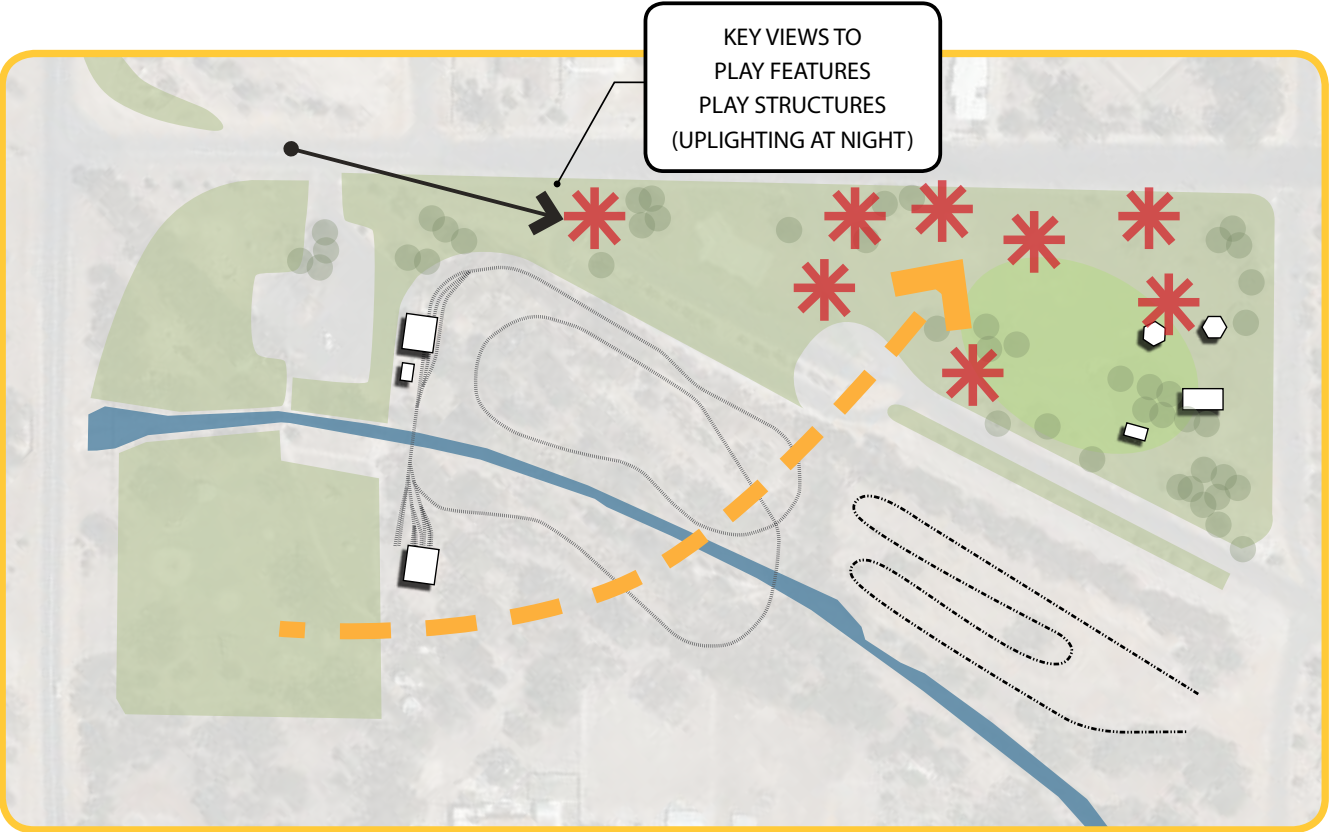 KEY VIEWS TO
PLAY FEATURES
PLAY STRUCTURES
(UPLIGHTING AT NIGHT)